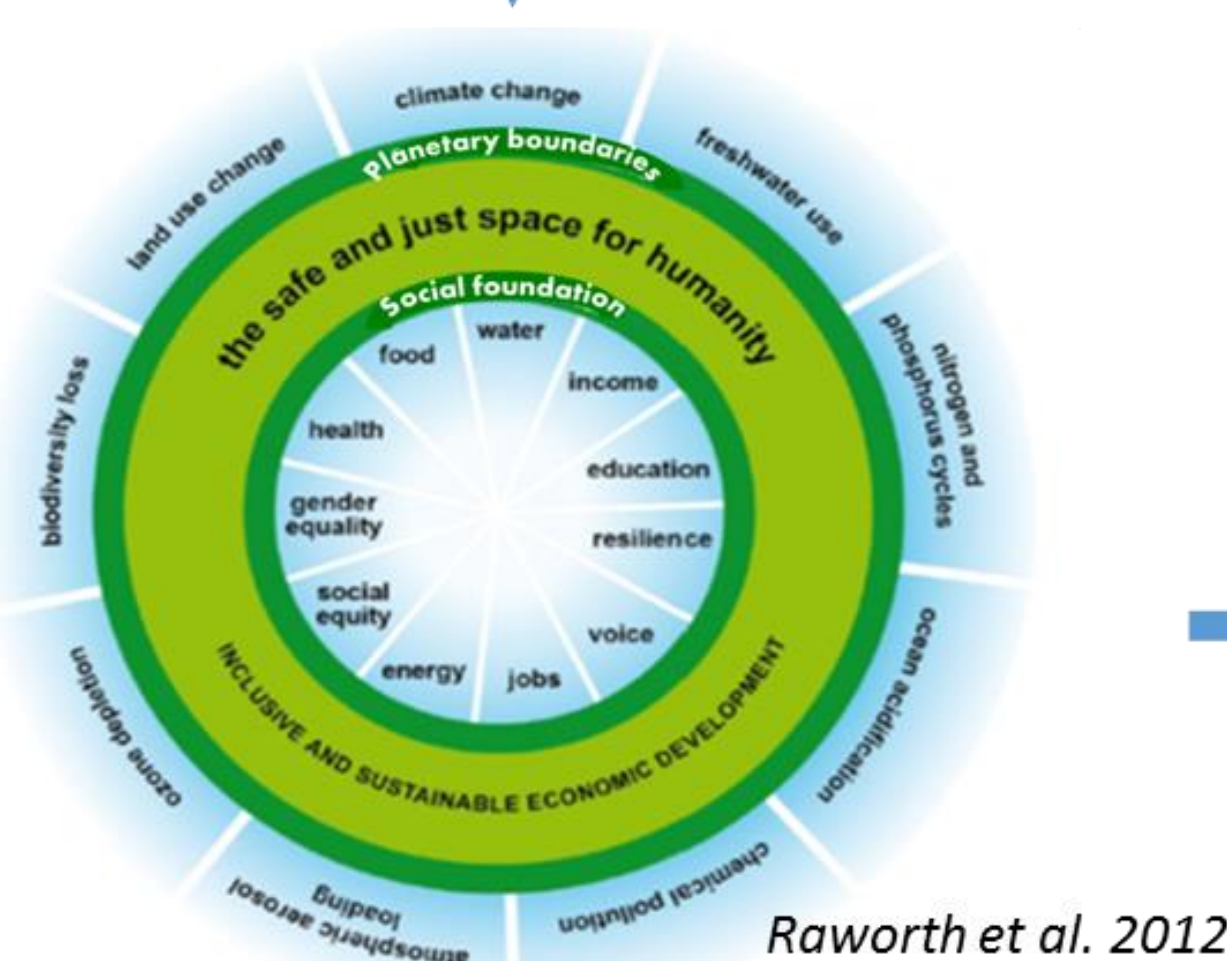 climate change
freshwater use
nitrogen and
phosphorus cycles
ocean acidification
chemical pollution
atmospheric aerosol
loading
ozone depletion
biodiversity loss
land use change
Planetary boundaries
the safe and just space for humanity
Social foundation
water
income
education
resilience
voice
jobs
energy
social
equity
gender
equality
health
food
INCLUSIVE AND SUSTAINABLE ECONOMIC DEVELOPMENT
Raworth et al. 2012